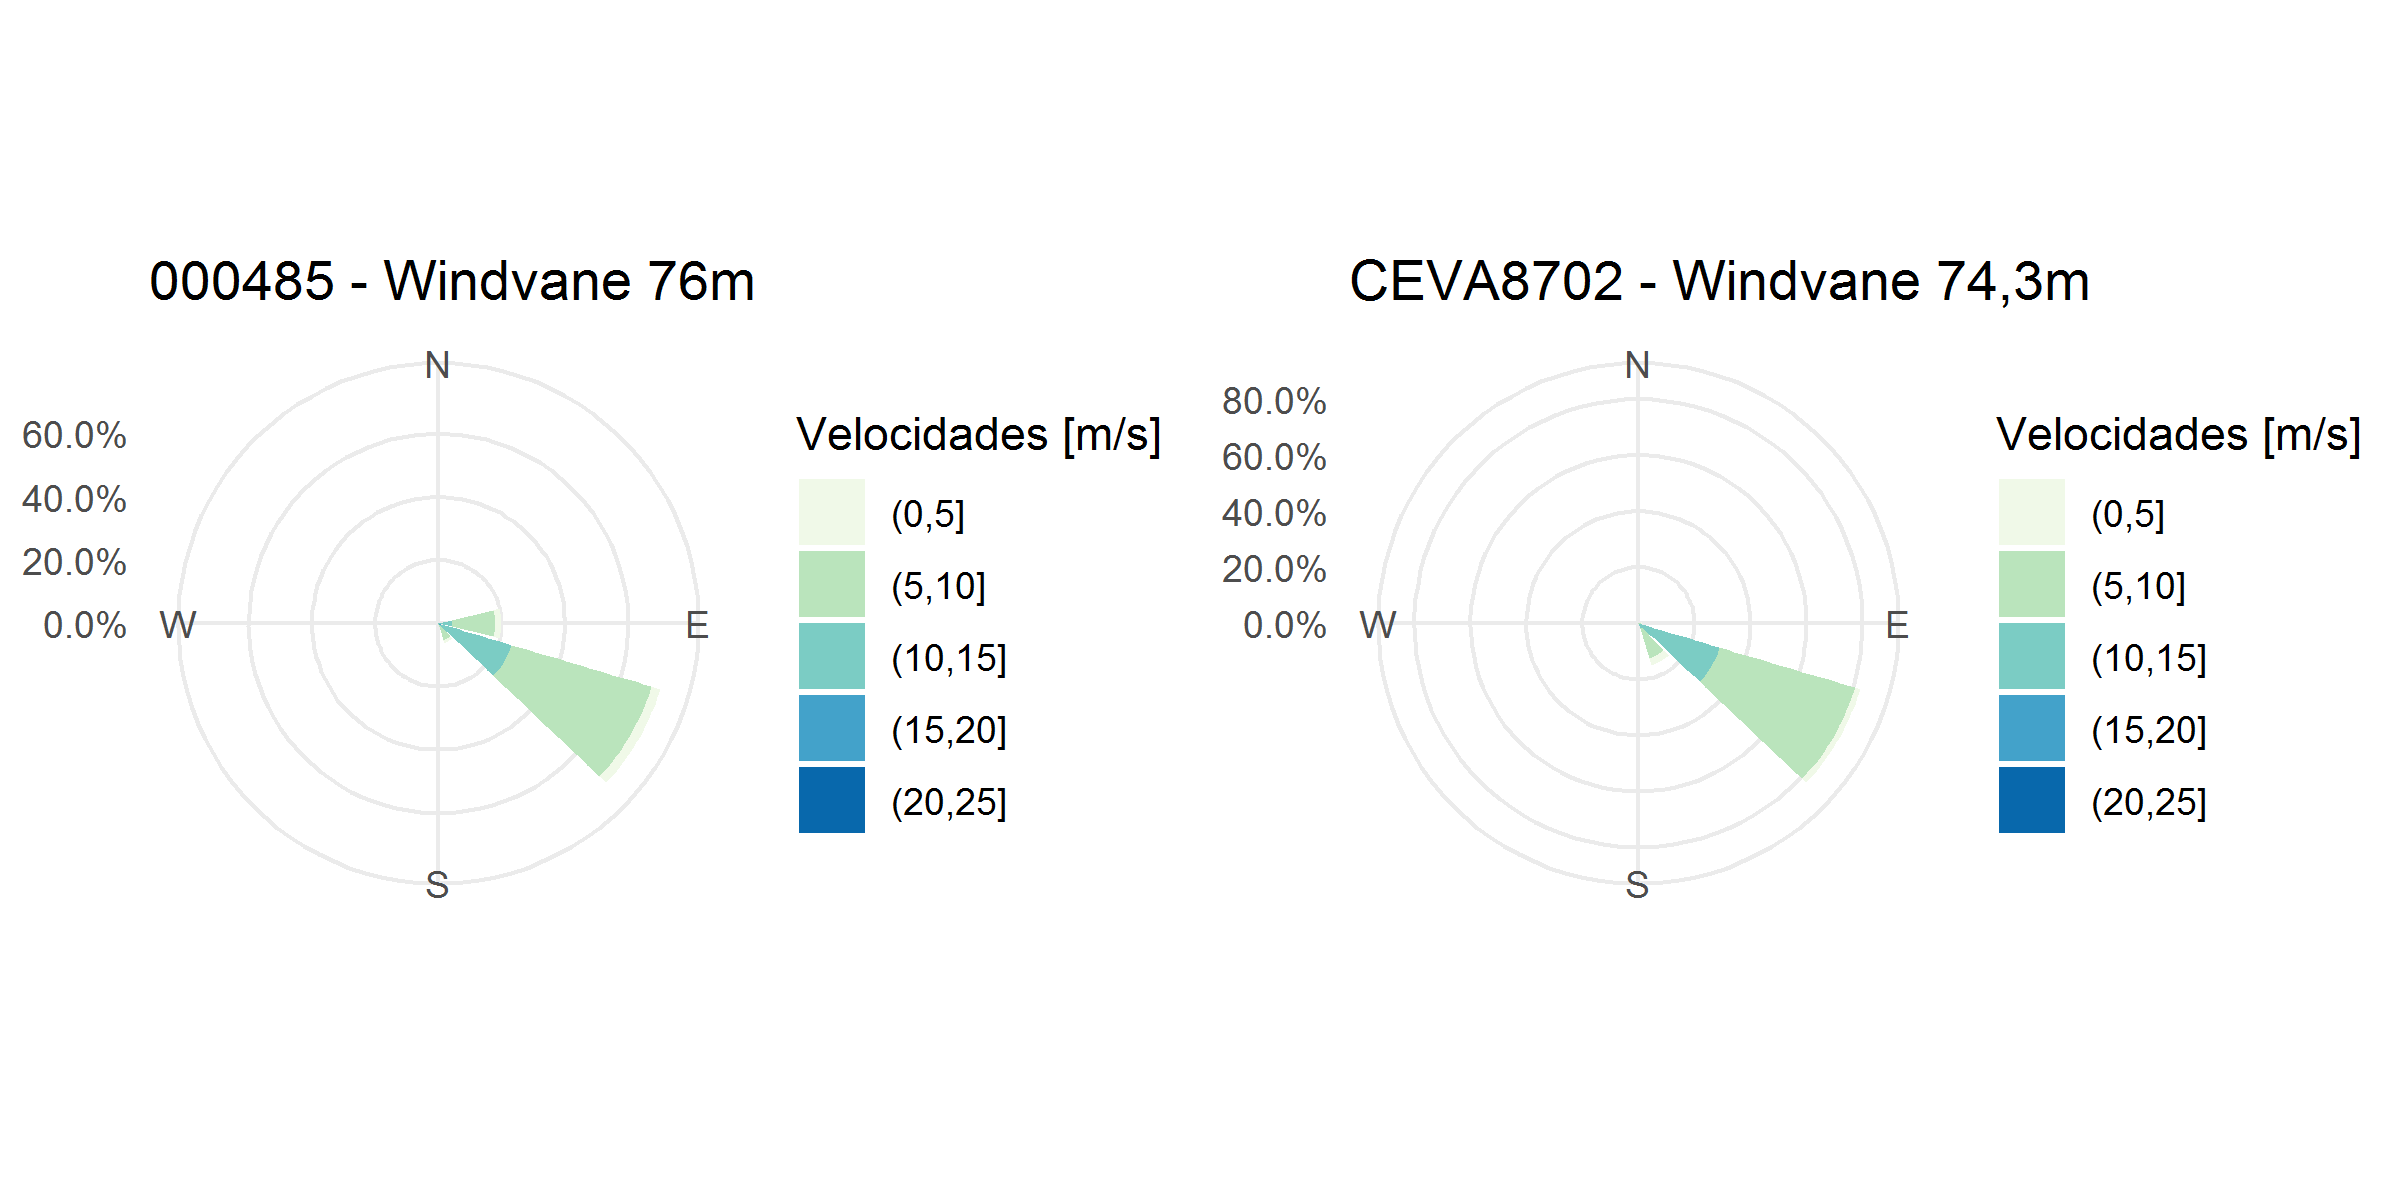 000485 - Windvane 76m
N
60.0%
40.0%
20.0%
0.0%
W
E
S
Velocidades [m/s]
(0,5]
(5,10]
(10,15]
(15,20]
(20,25]
CEVA8702 - Windvane 74,3m
N
80.0%
60.0%
40.0%
20.0%
0.0%
W
E
S
Velocidades [m/s]
(0,5]
(5,10]
(10,15]
(15,20]
(20,25]